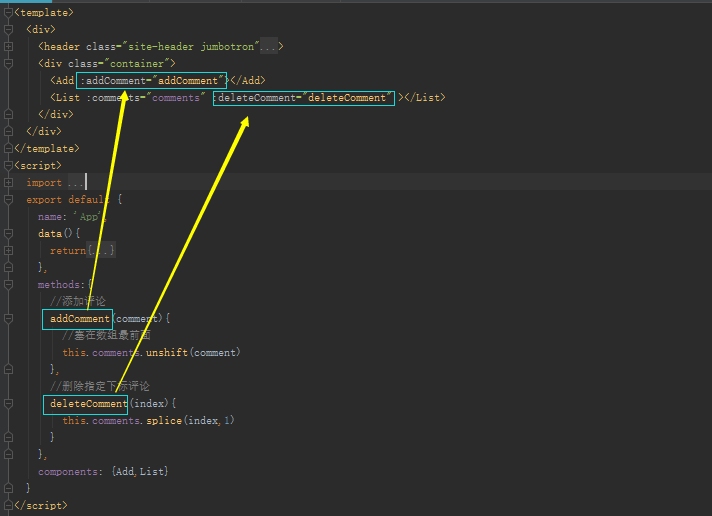 <template>
<div>
<header class="site-header jumbotron"...>
<div class="container">
<Add :addComment="addComment"></Add>
<List :comments="comments" :deleteComment="deleteComment" ></List>
</div>
</div>
</template>
<script>
import ...
export default {
name: 'App',
data(){
return{...}
},
methods:{
//添加评论
addComment(comment){
//塞在数组最前面
this.comments.unshift(comment)
},
//删除指定下标评论
deleteComment(index){
this.comments.splice(index,1)
}
},
components: {Add,List}
}
</script>